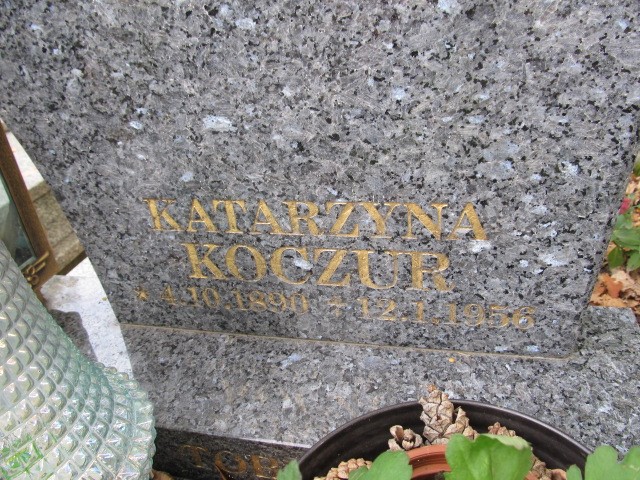 KATARZYNA
KOCZUR
* 4.10.1890 + 12.1.1956